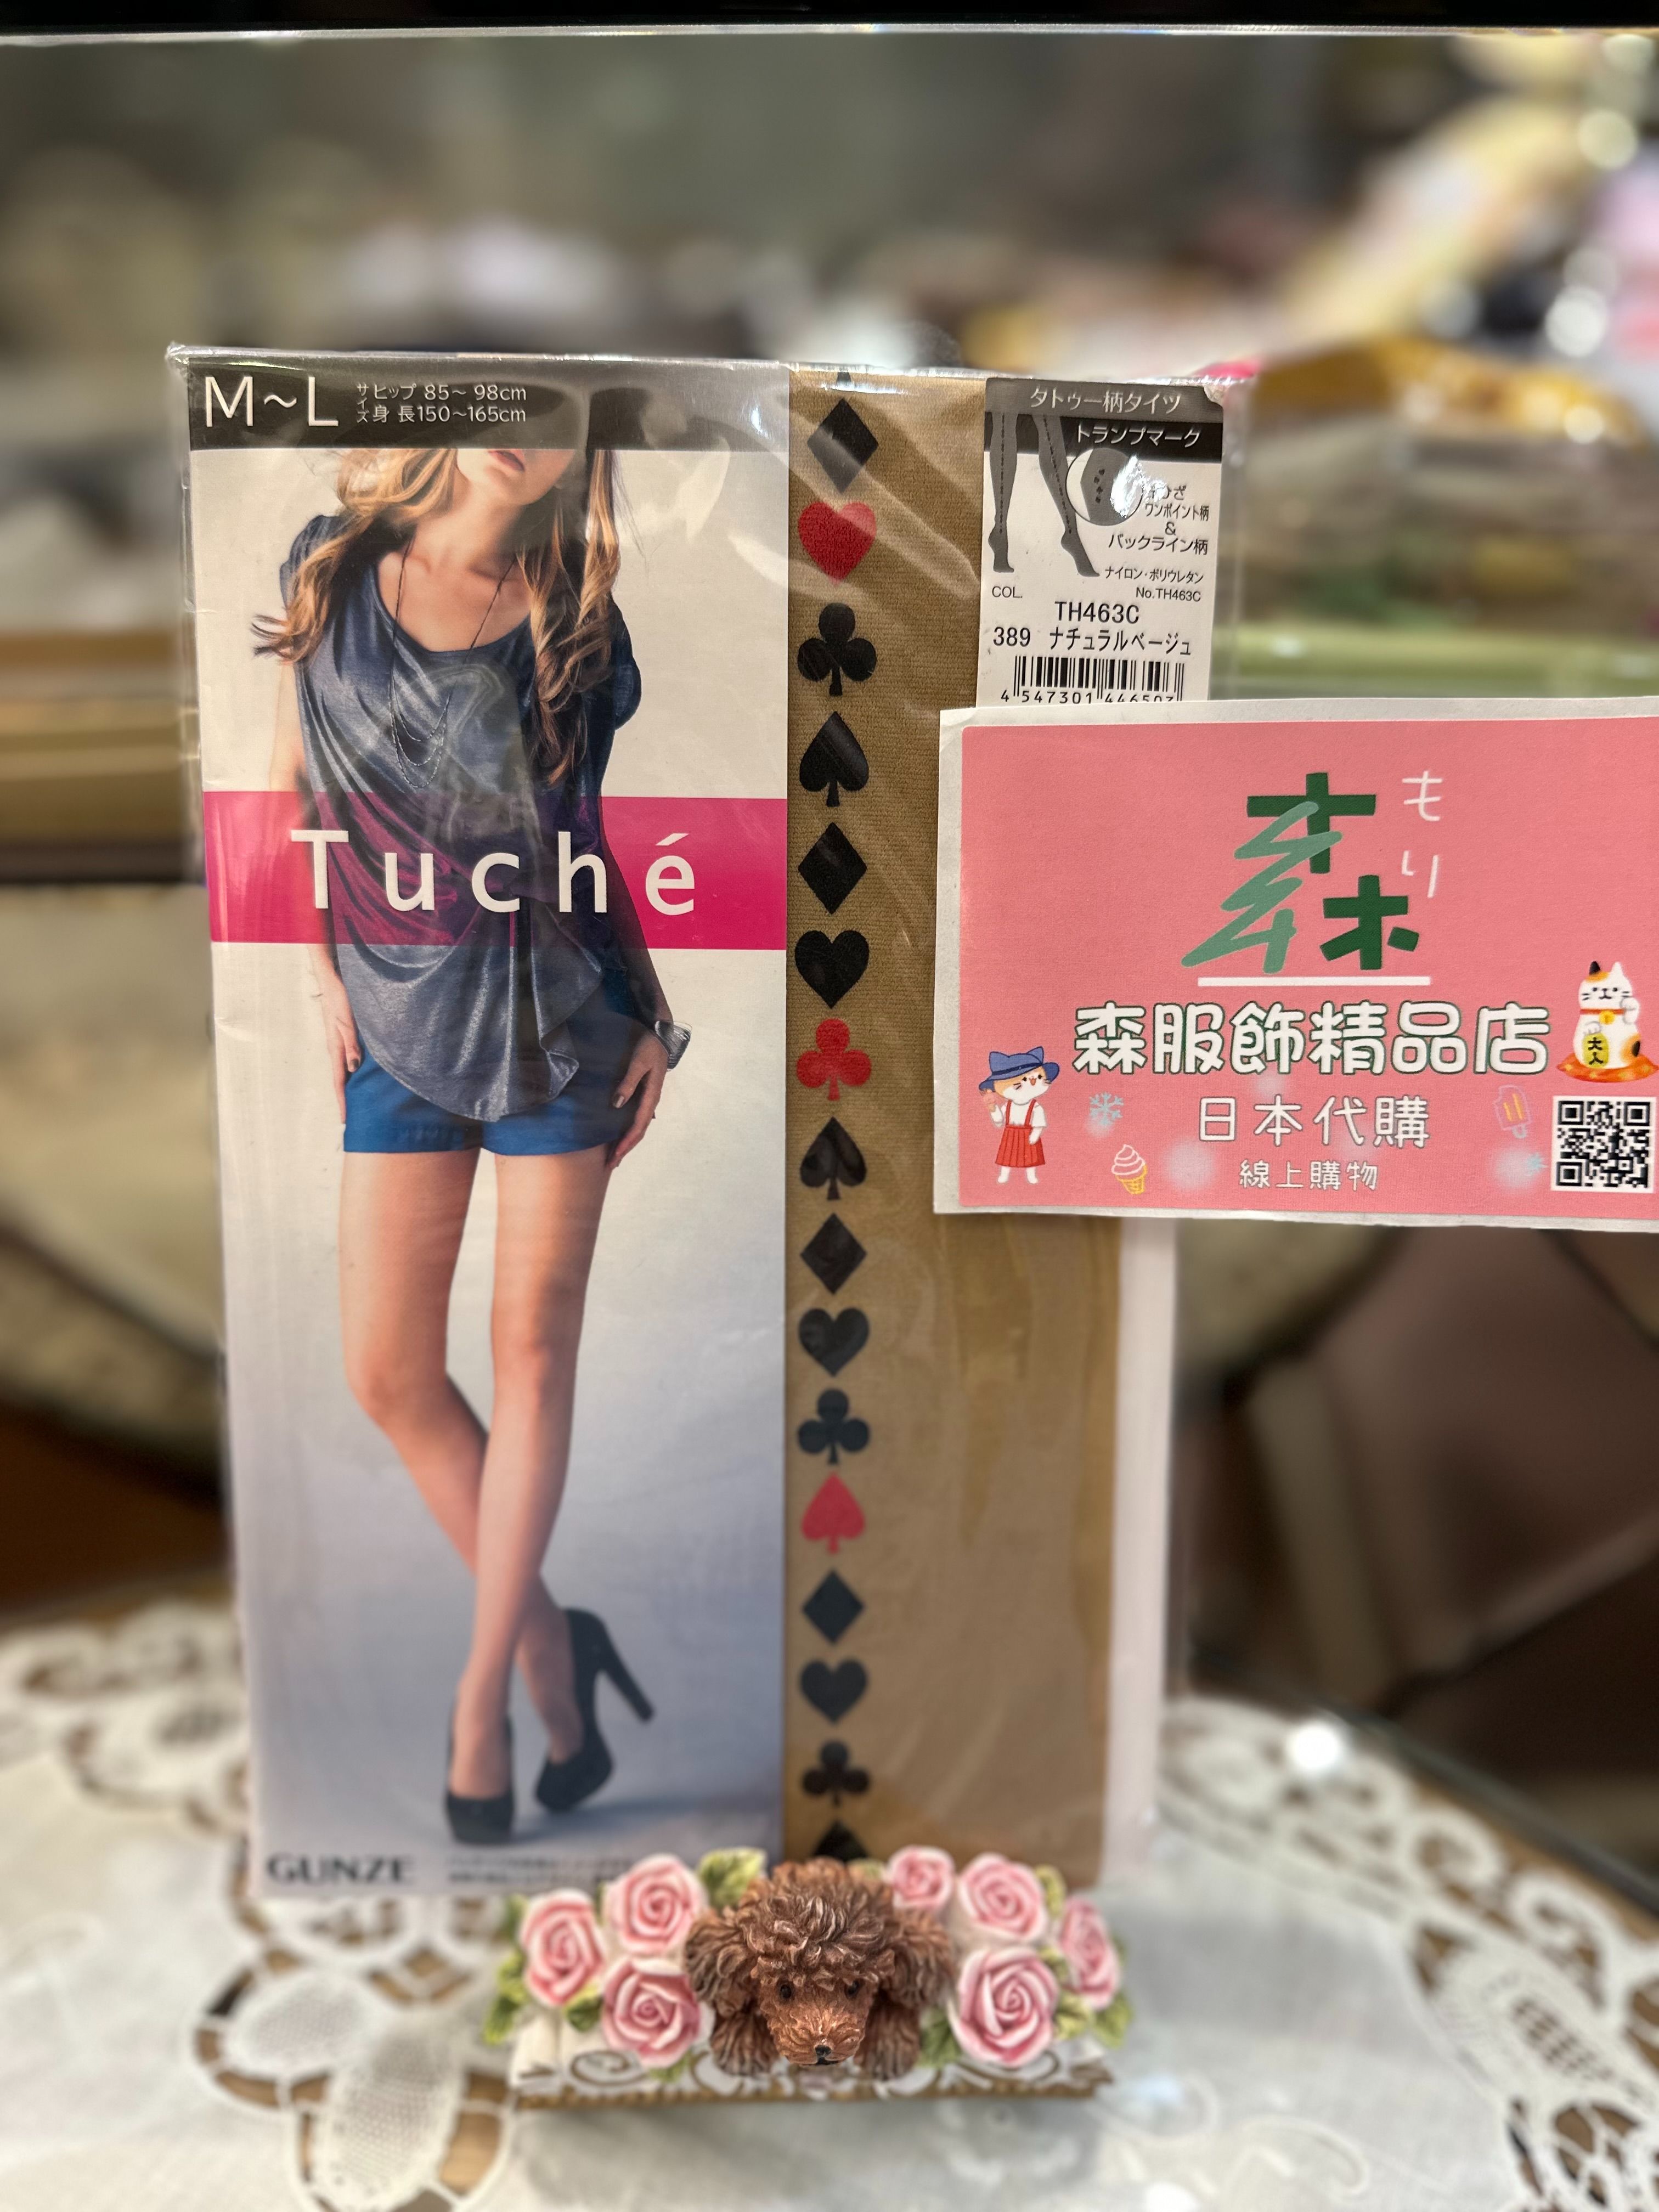 M~L
サイズ
ヒップ 85~98cm
身長150~165cm
タトゥー柄タイツ
トランプマーク
ワンポイント柄
&
バックライン柄
ナイロン・ポリウレタン
COL.
No.TH463C
TH463C
389 ナチュラルベージュ
4 547301 446503
Tuché
もり
森
森服飾精品店
日本代購
線上購物
GUNZE